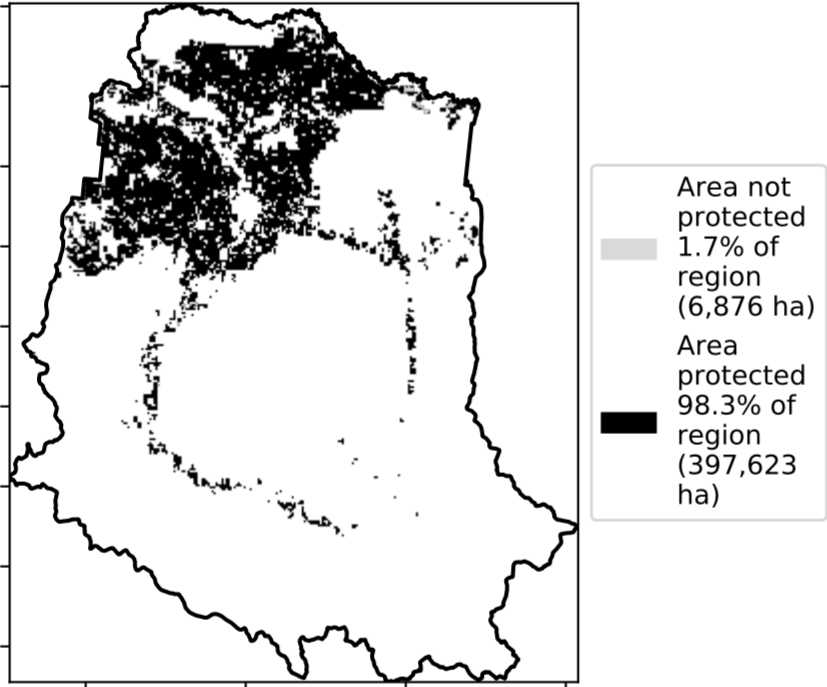 Area not
protected
1.7% of
region
(6,876 ha)
Area
protected
98.3% of
region
(397,623
ha)